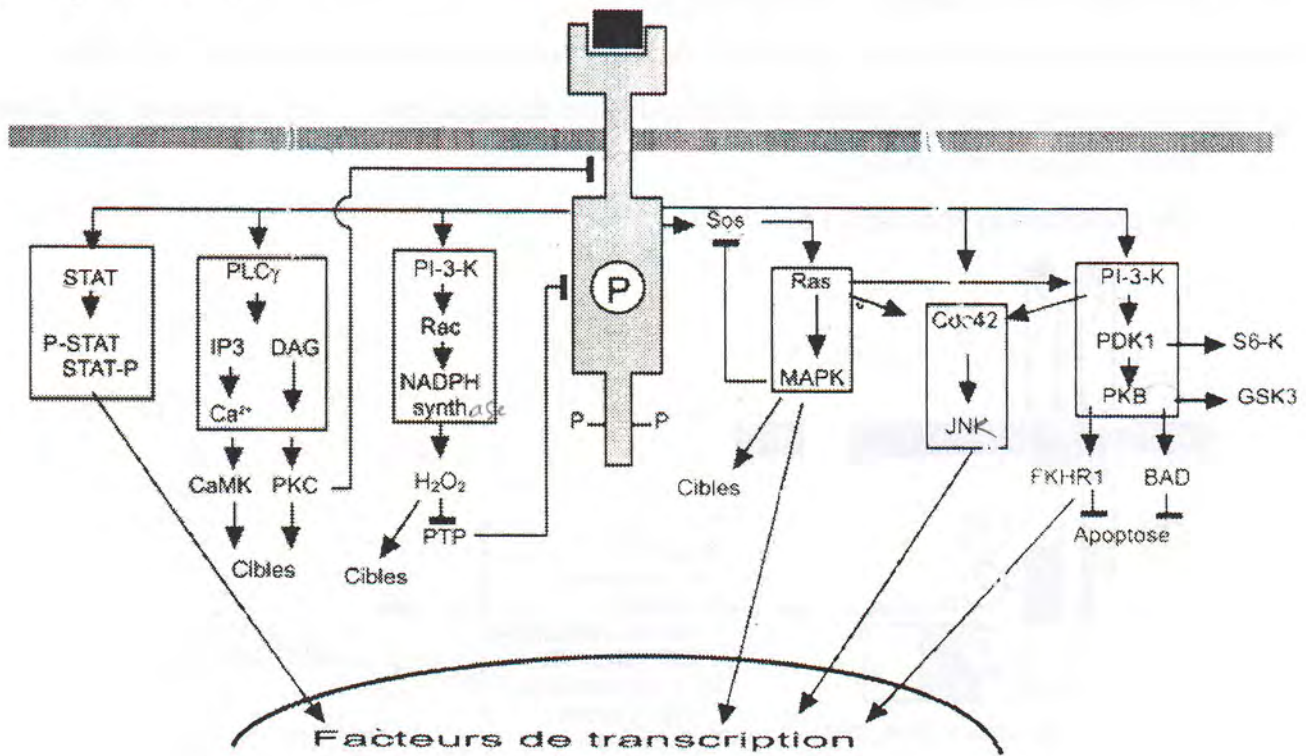 Sos
STAT
PLCγ
PI-3-K
P
Ras
PI-3-K
P-STAT
STAT-P
IP3 DAG
Rac
Cdc42
PDK1
S6-K
NADPH
synthase
MAPK
PKB
GSK3
Ca²⁺
P
P
JNK
CaMK PKC
H₂O₂
Cibles
FKHR1
BAD
PTP
Apoptose
Cibles
Cibles
Facteurs de transcription